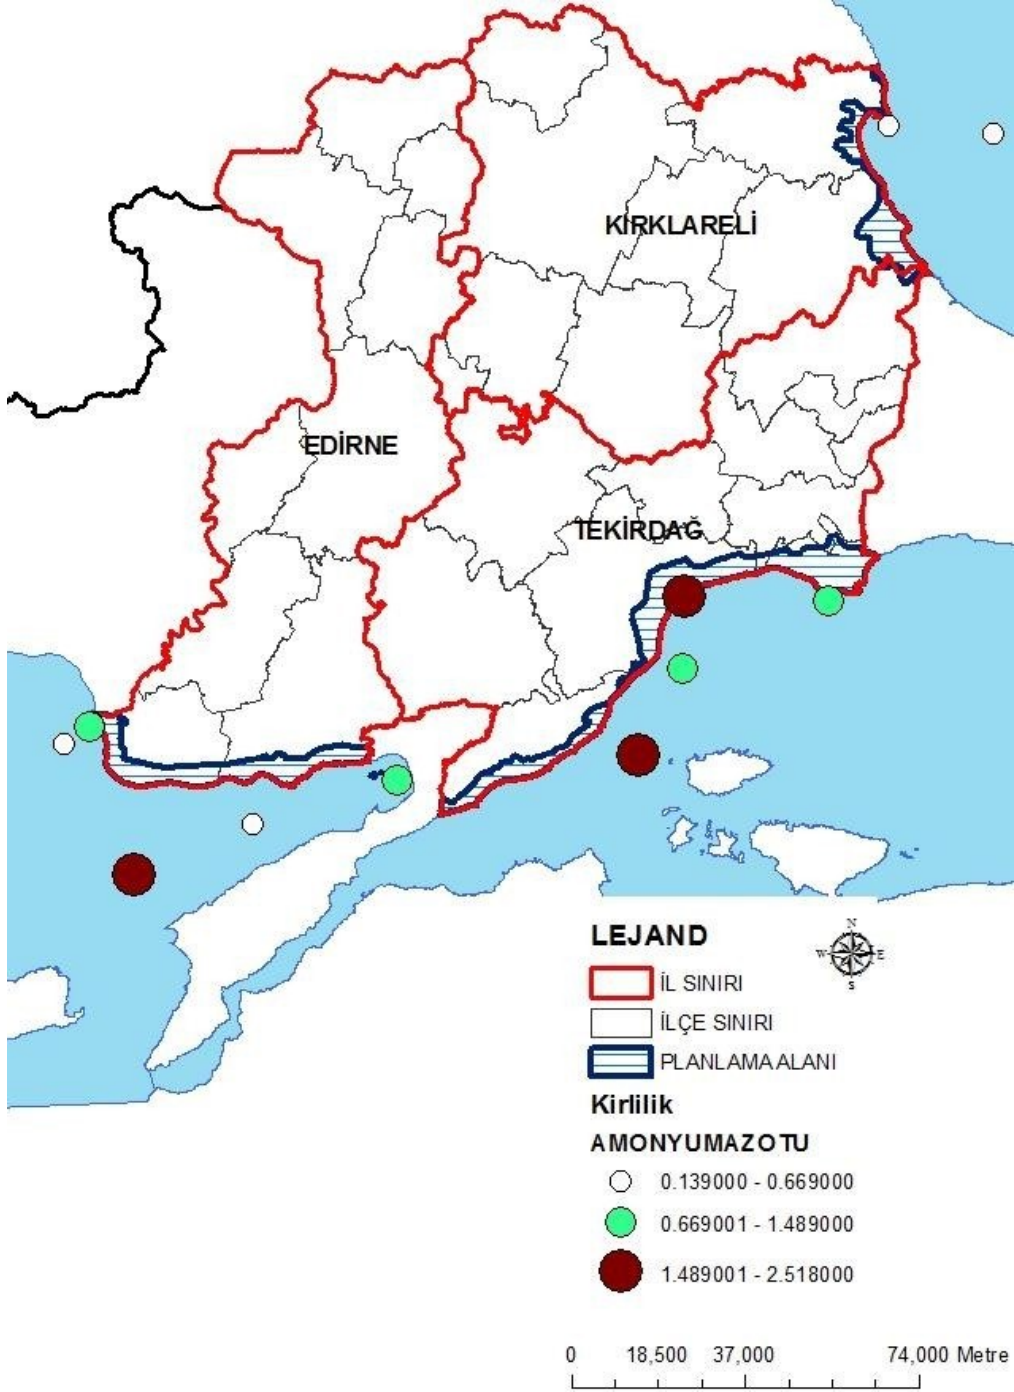 KIRKLARELİ
EDİRNE
TEKİRDAĞ
LEJAND
N
W E
S
İL SINIRI
İLÇE SINIRI
PLANLAMA ALANI
Kirlilik
AMONYUMAZOTU
0.139000 - 0.669000
0.669001 - 1.489000
1.489001 - 2.518000
0 18,500 37,000 74,000 Metre